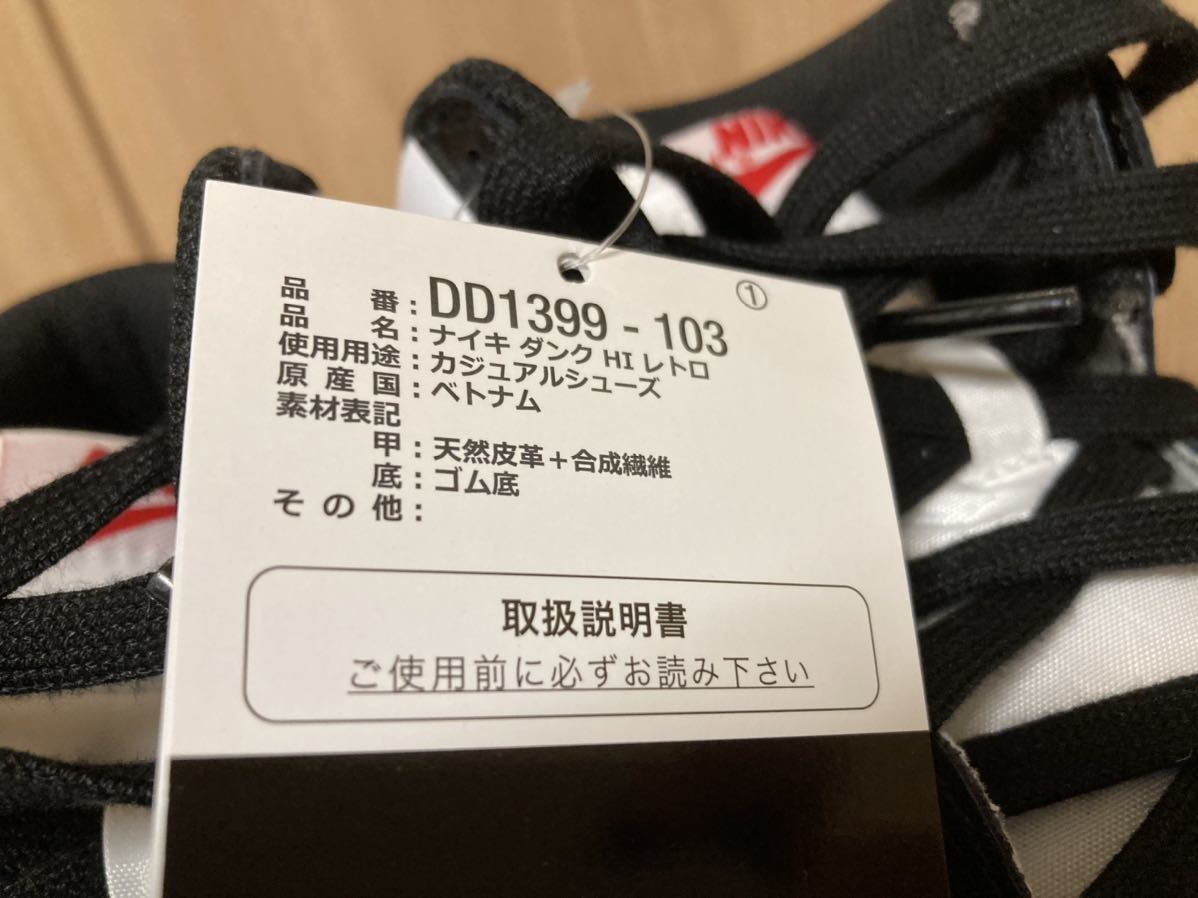 ①
品番:DD1399 - 103
品名:ナイキ ダンク HI レトロ
使用用途:カジュアルシューズ
原産国:ベトナム
素材表記
甲:天然皮革+合成繊維
底:ゴム底
その他:
取扱説明書
ご使用前に必ずお読み下さい